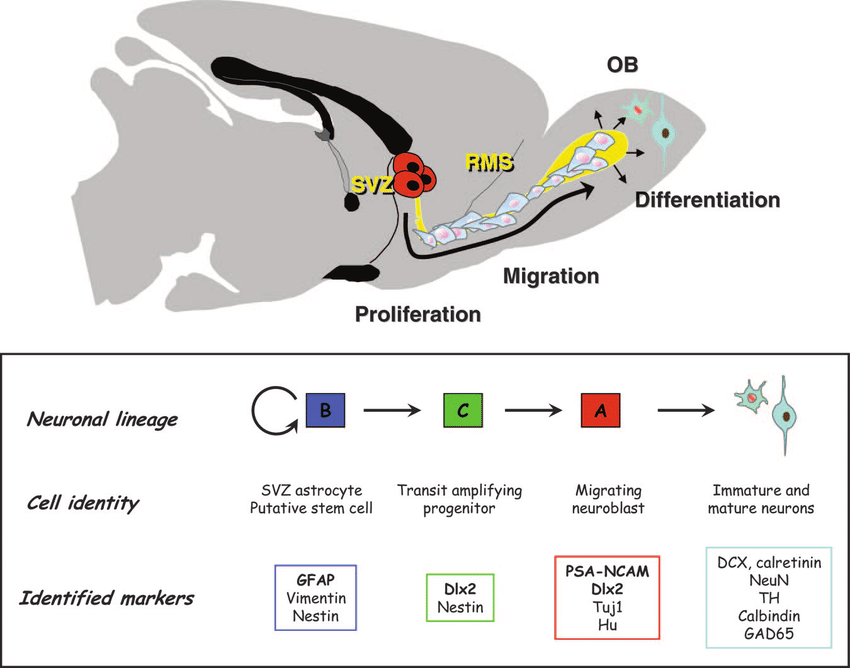 OB
RMS
SVZ
Differentiation
Migration
Proliferation
Neuronal lineage
B
C
A
Cell identity
SVZ astrocyte
Putative stem cell
Transit amplifying
progenitor
Migrating
neuroblast
Immature and
mature neurons
Identified markers
GFAP
Vimentin
Nestin
Dlx2
Nestin
PSA-NCAM
Dlx2
Tuj1
Hu
DCX, calretinin
NeuN
TH
Calbindin
GAD65